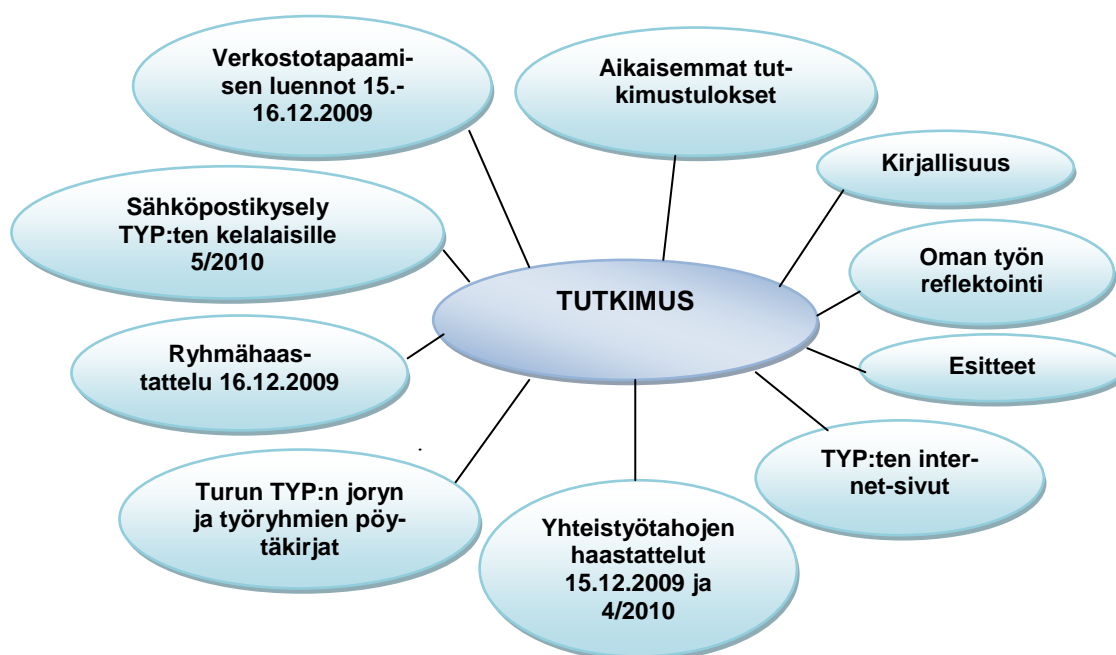 Verkostotapaami-
sen luennot 15.-
16.12.2009
Aikaisemmat tut-
kimustulokset
Kirjallisuus
Sähköpostikysely
TYP:ten kelalaisille
5/2010
Oman työn
reflektointi
TUTKIMUS
Ryhmähaas-
tattelu 16.12.2009
Esitteet
TYP:ten inter-
net-sivut
Turun TYP:n joryn
ja työryhmien pöy-
täkirjat
Yhteistyötahojen
haastattelut
15.12.2009 ja
4/2010